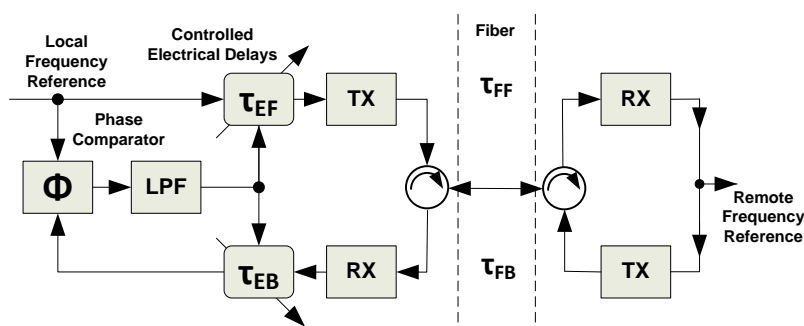 Local
Frequency
Reference
Controlled
Electrical Delays
Fiber
τEF
TX
τFF
RX
Phase
Comparator
Φ
LPF
Remote
Frequency
Reference
τEB
RX
τFB
TX